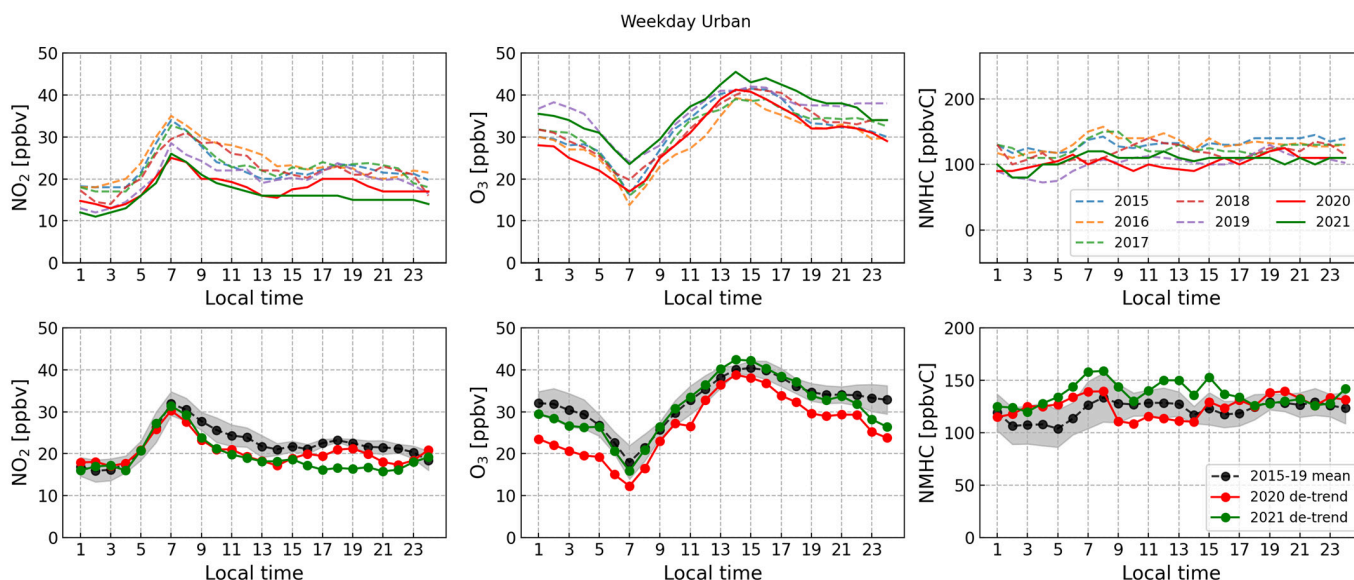 Weekday Urban
NO₂ [ppbv]
50
40
30
20
10
0
1 3 5 7 9 11 13 15 17 19 21 23
Local time
O₃ [ppbv]
50
40
30
20
10
0
1 3 5 7 9 11 13 15 17 19 21 23
Local time
NMHC [ppbvC]
200
100
0
2015 2018 2020
2016 2019 2021
2017
1 3 5 7 9 11 13 15 17 19 21 23
Local time
NO₂ [ppbv]
50
40
30
20
10
0
1 3 5 7 9 11 13 15 17 19 21 23
Local time
O₃ [ppbv]
50
40
30
20
10
0
1 3 5 7 9 11 13 15 17 19 21 23
Local time
NMHC [ppbvC]
200
150
100
50
0
2015-19 mean
2020 de-trend
2021 de-trend
1 3 5 7 9 11 13 15 17 19 21 23
Local time